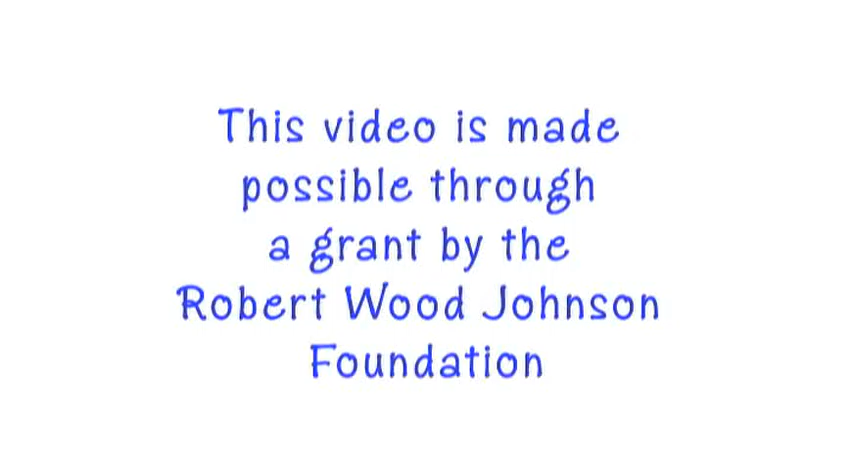 This video is made
possible through
a grant by the
Robert Wood Johnson
Foundation